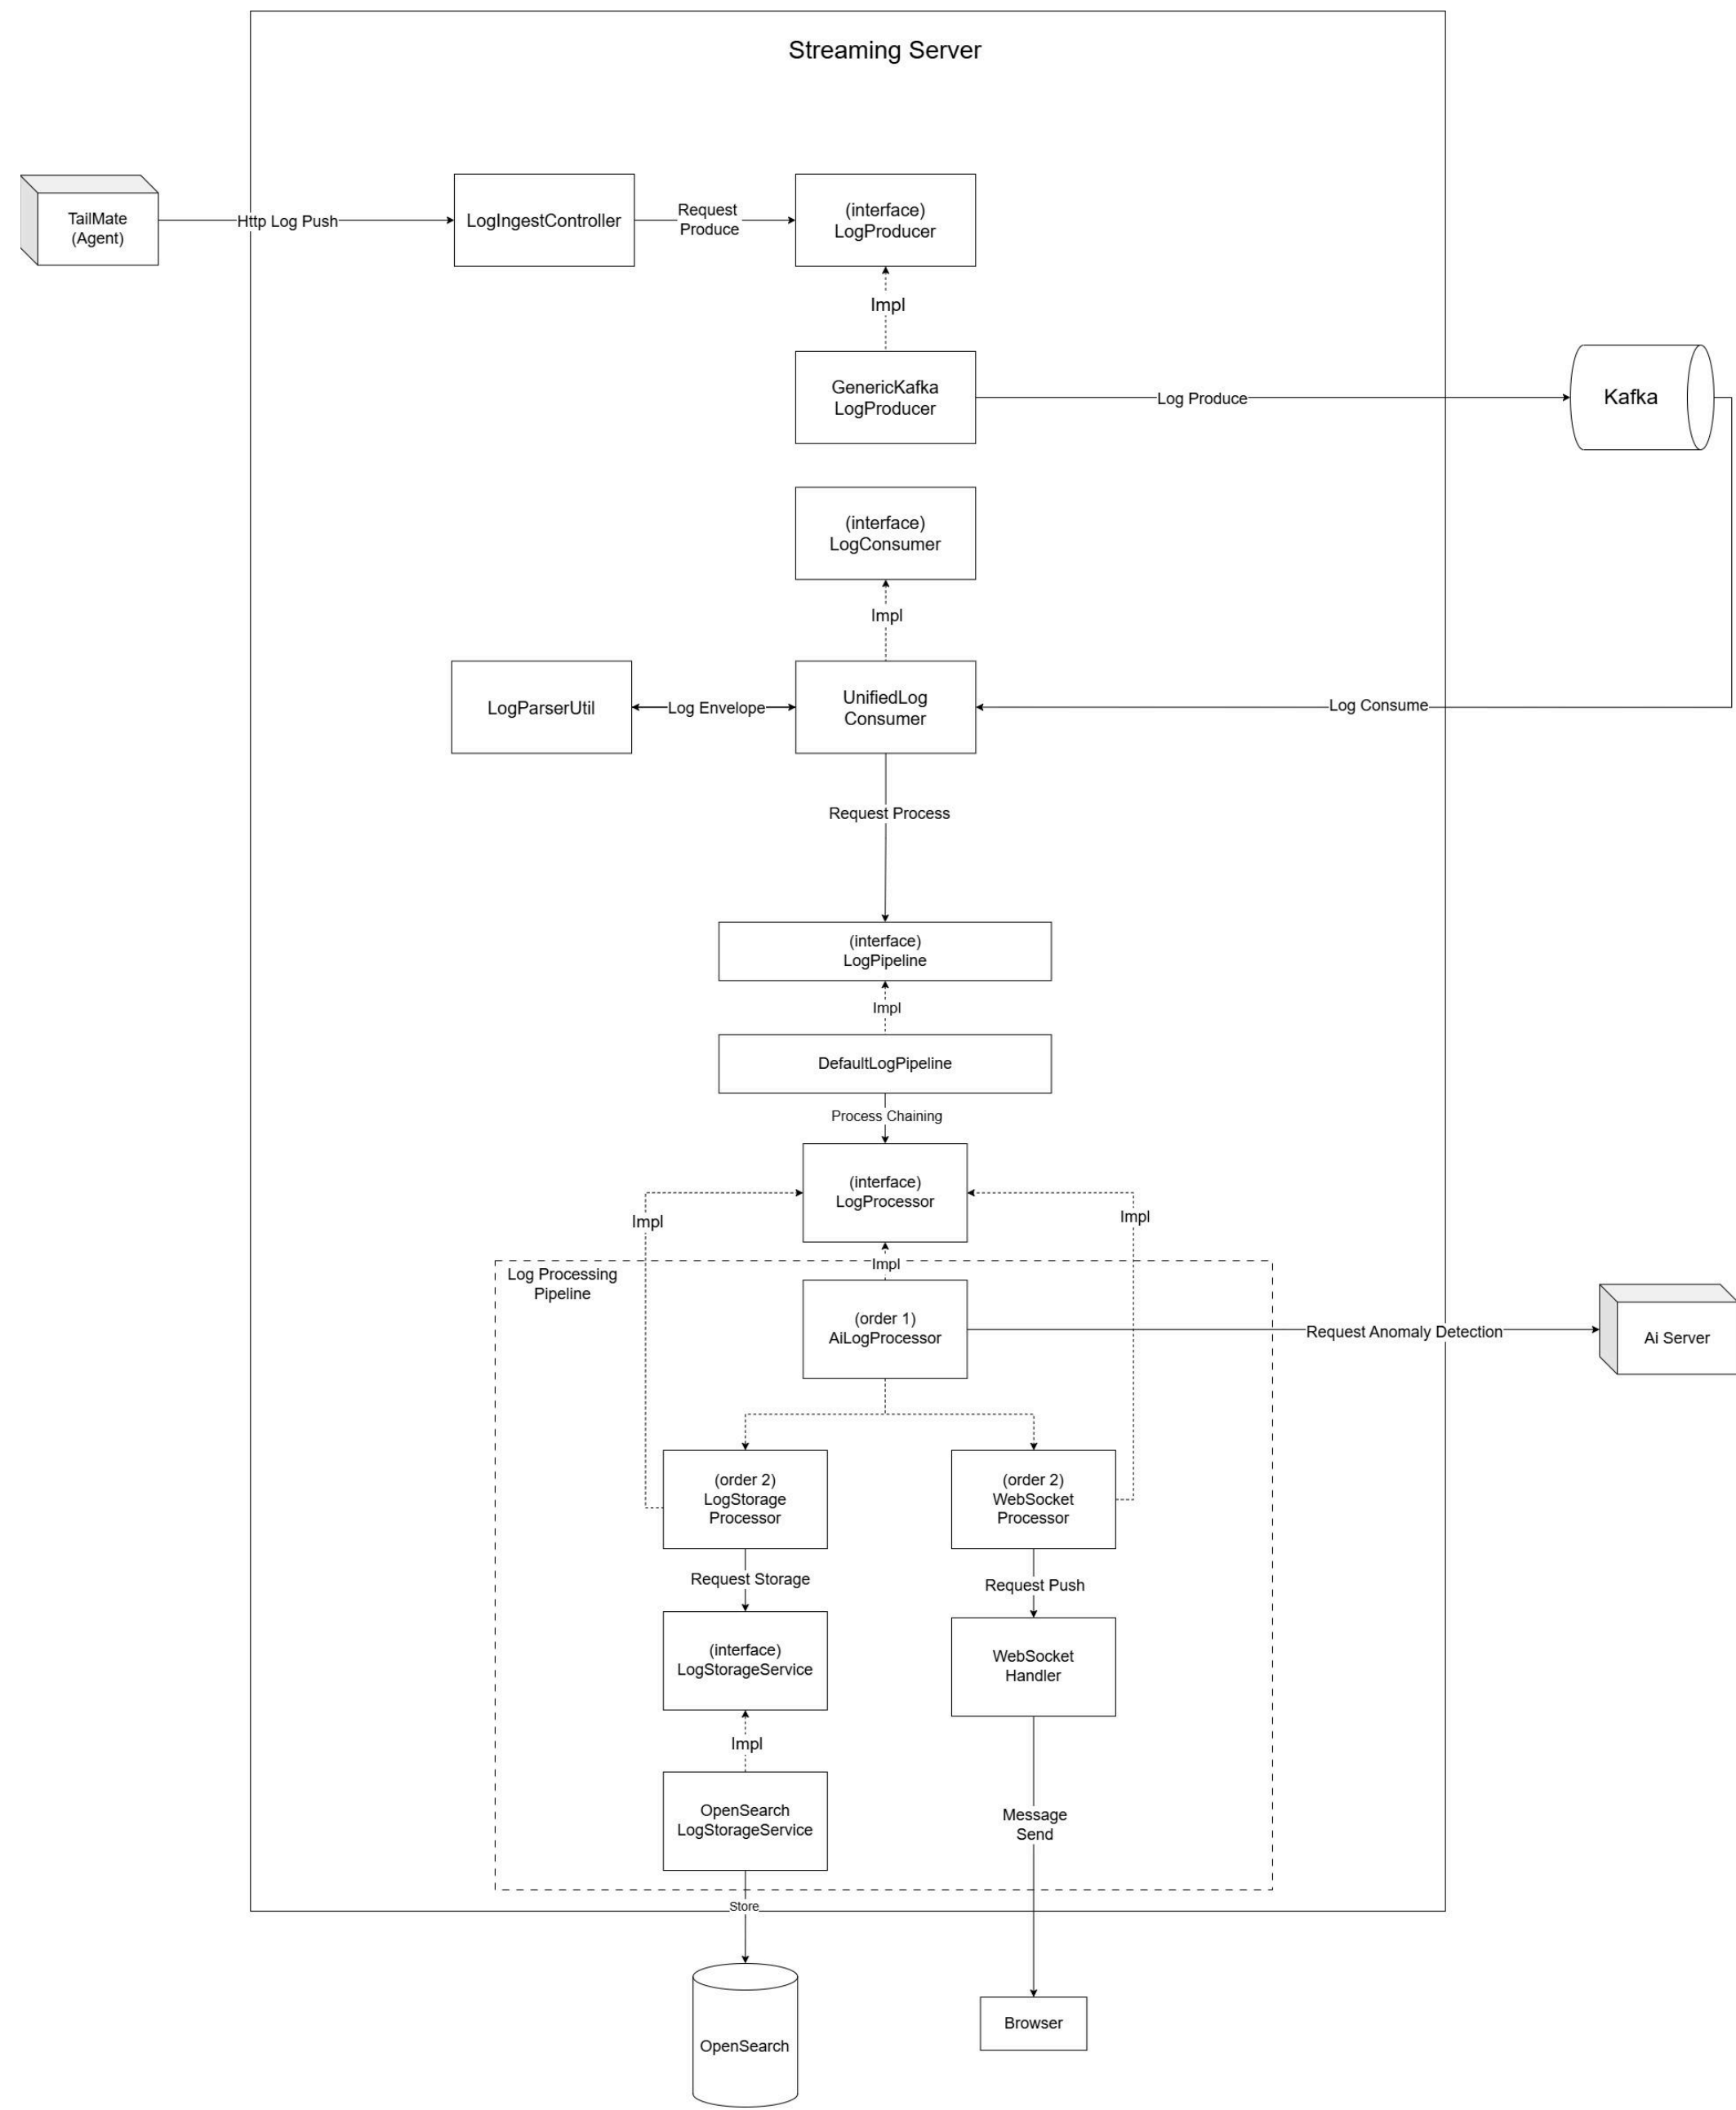 Streaming Server
TailMate
(Agent)
Http Log Push
LogIngestController
Request
Produce
(interface)
LogProducer
Impl
GenericKafka
LogProducer
Log Produce
Kafka
(interface)
LogConsumer
Impl
LogParserUtil
Log Envelope
UnifiedLog
Consumer
Log Consume
Request Process
(interface)
LogPipeline
Impl
DefaultLogPipeline
Process Chaining
(interface)
LogProcessor
Impl
Impl
Impl
Log Processing
Pipeline
(order 1)
AiLogProcessor
Request Anomaly Detection
Ai Server
(order 2)
LogStorage
Processor
(order 2)
WebSocket
Processor
Request Storage
Request Push
(interface)
LogStorageService
WebSocket
Handler
Impl
OpenSearch
LogStorageService
Message
Send
Store
OpenSearch
Browser